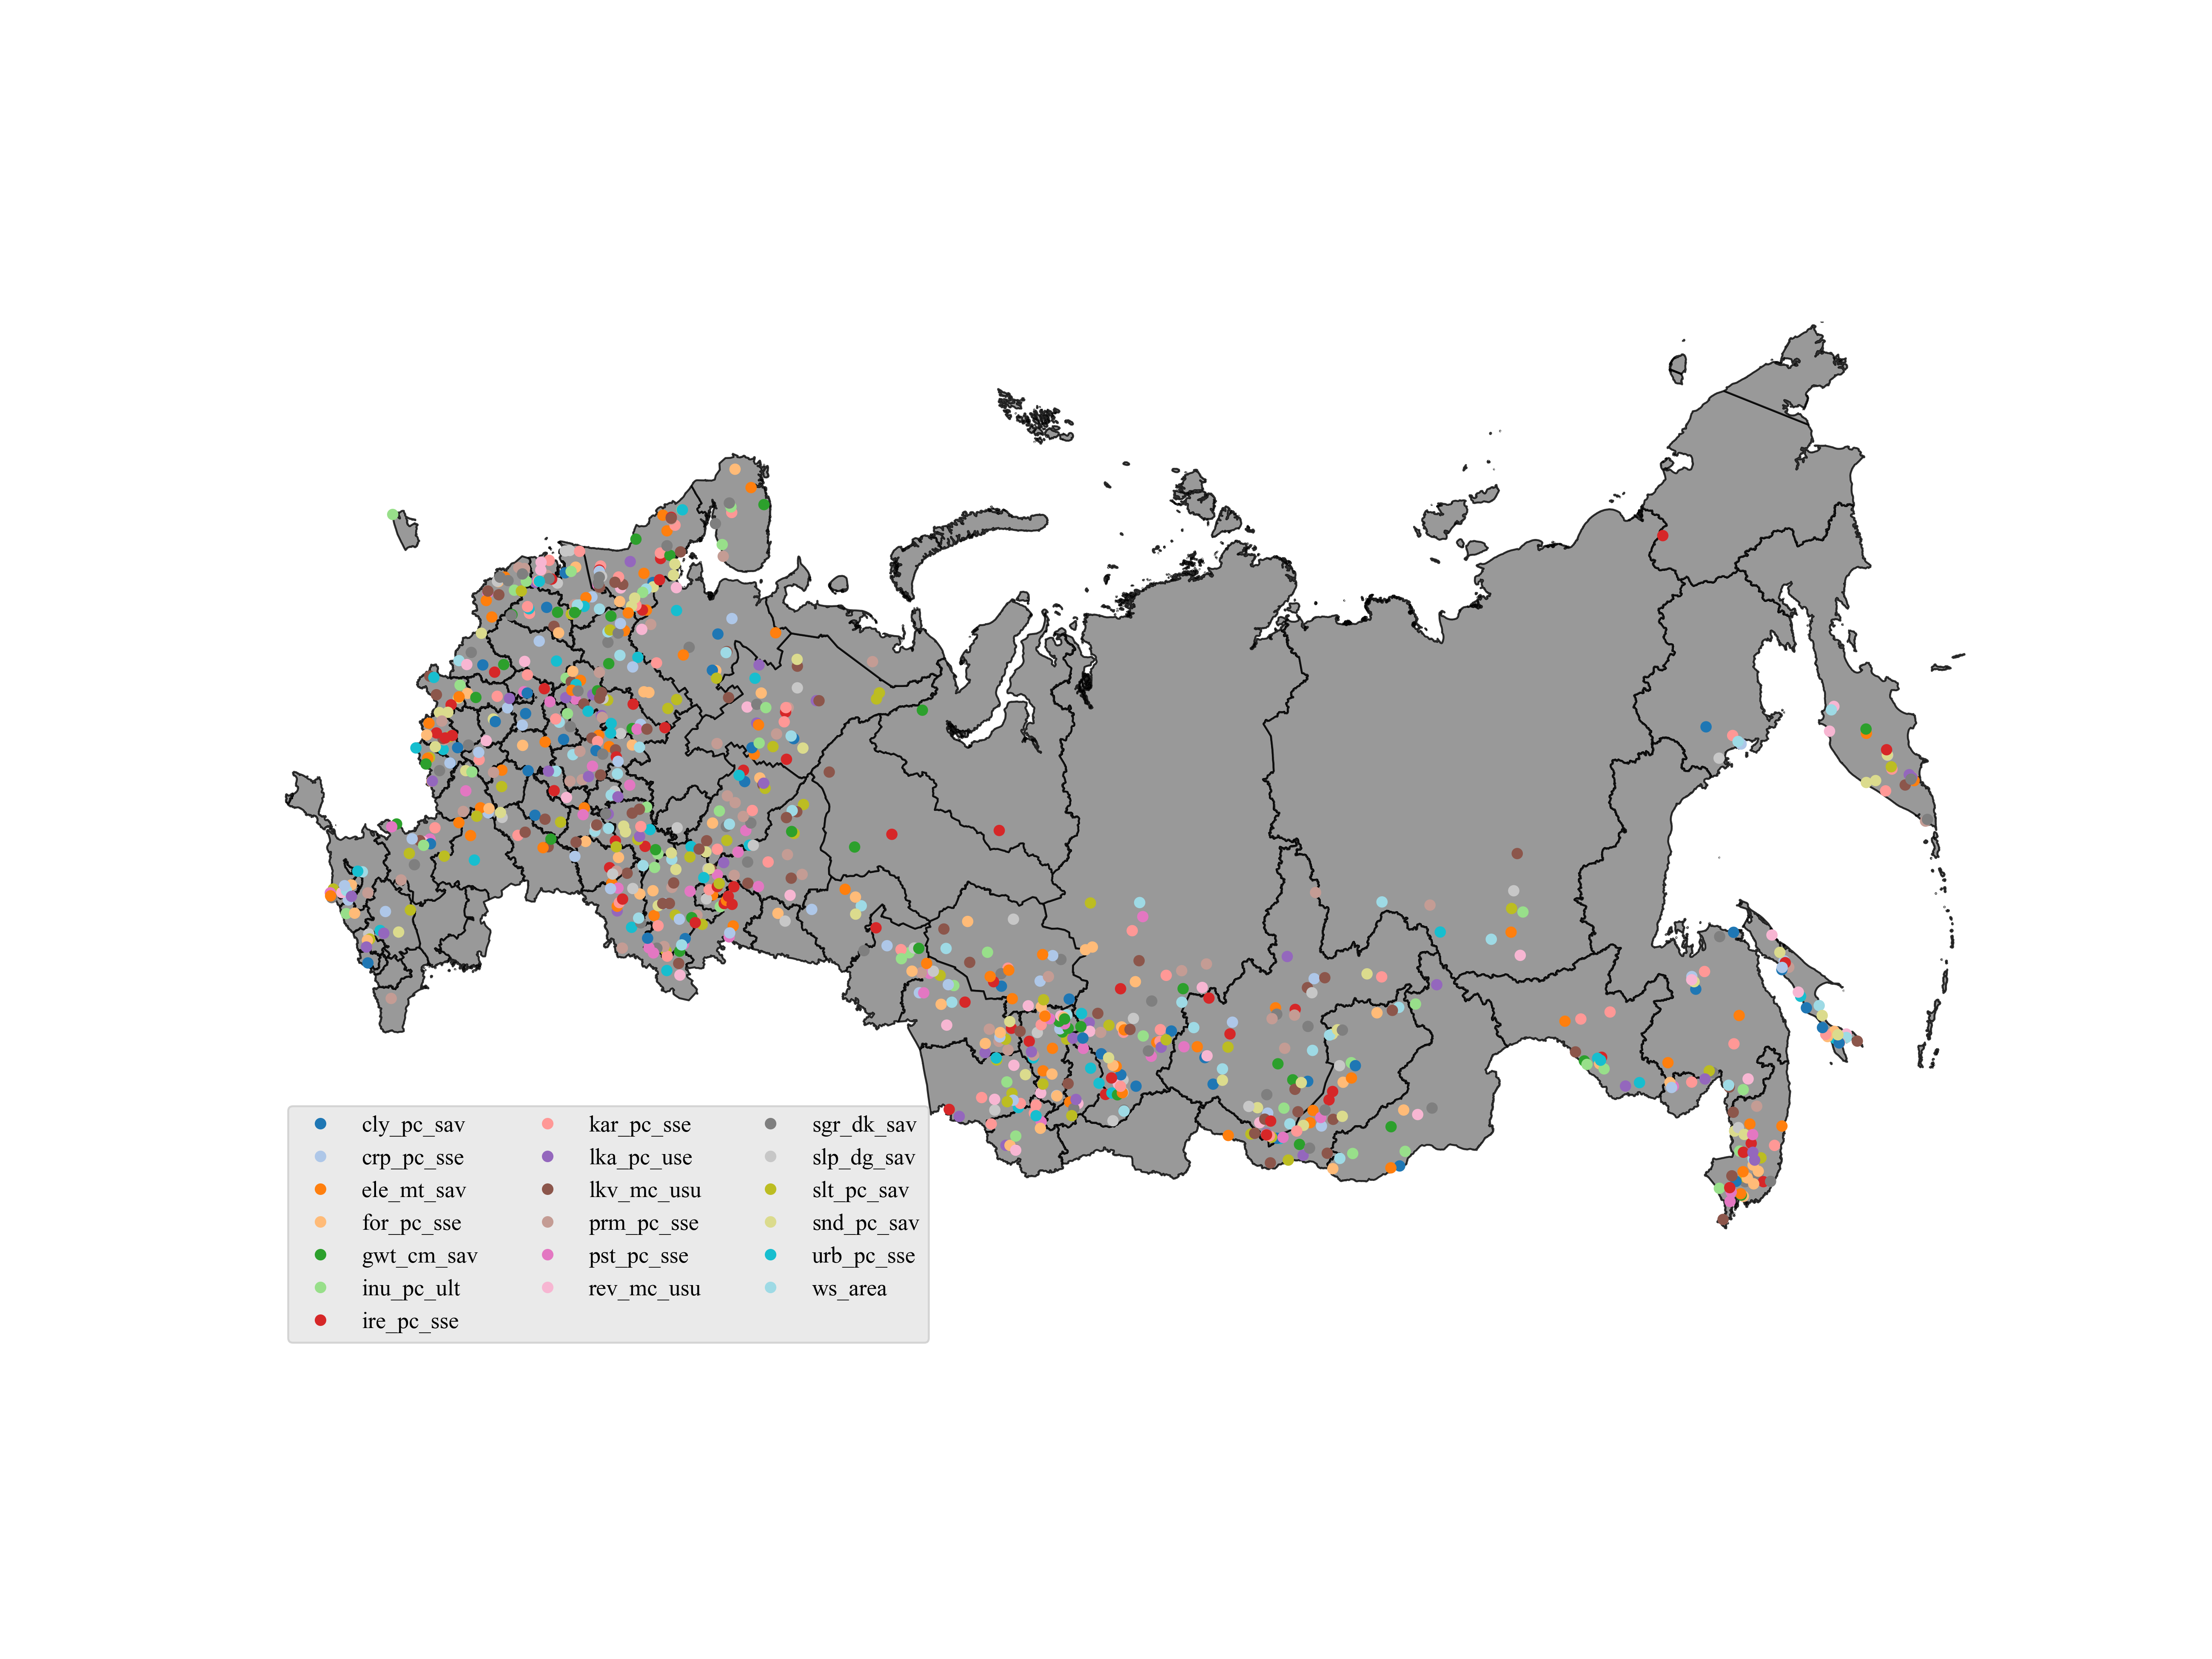 cly_pc_sav
crp_pc_sse
ele_mt_sav
for_pc_sse
gwt_cm_sav
inu_pc_ult
ire_pc_sse
kar_pc_sse
lka_pc_use
lkv_mc_usu
prm_pc_sse
pst_pc_sse
rev_mc_usu
sgr_dk_sav
slp_dg_sav
slt_pc_sav
snd_pc_sav
urb_pc_sse
ws_area